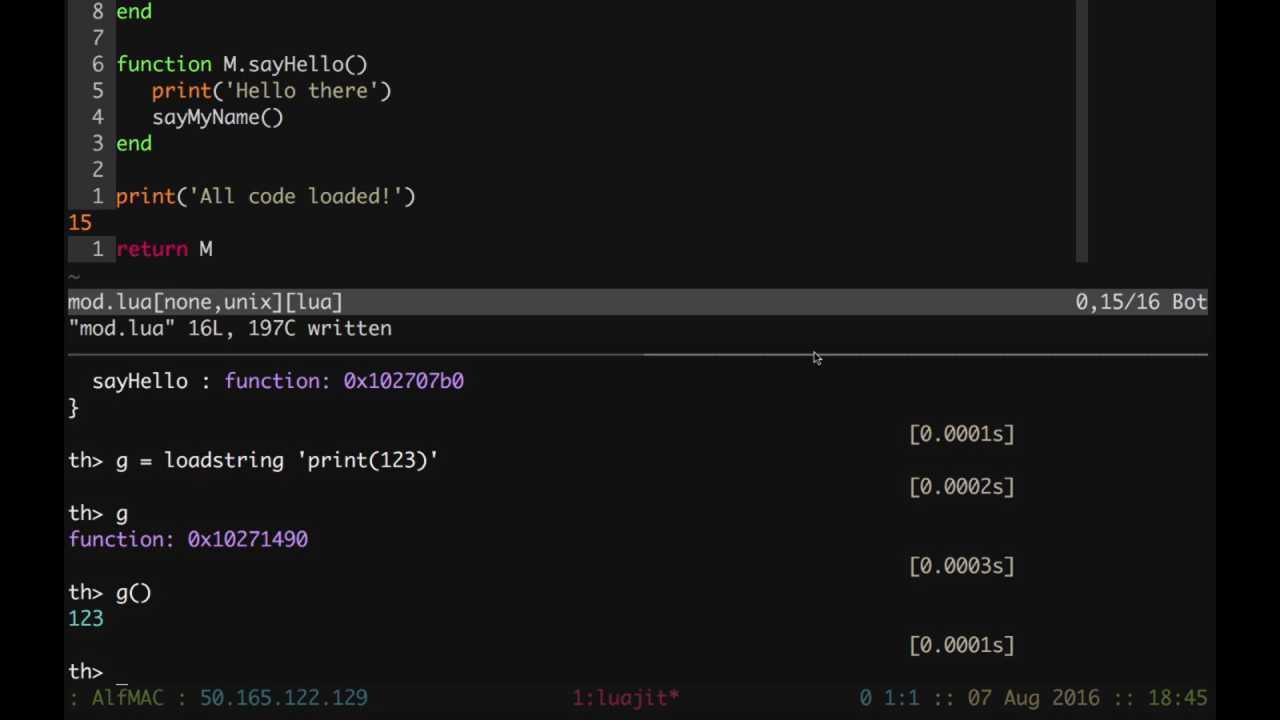 8 end
7
6 function M.sayHello()
5    print('Hello there')
4    sayMyName()
3 end
2
1 print('All code loaded!')
15
1 return M
~
mod.lua[none,unix][lua] 0,15/16 Bot
"mod.lua" 16L, 197C written
sayHello : function: 0x102707b0
}
[0.0001s]
th> g = loadstring 'print(123)'
[0.0002s]
th> g
function: 0x10271490
[0.0003s]
th> g()
123
[0.0001s]
th> _
: AlfMAC : 50.165.122.129 1:luajit* 0 1:1 :: 07 Aug 2016 :: 18:45